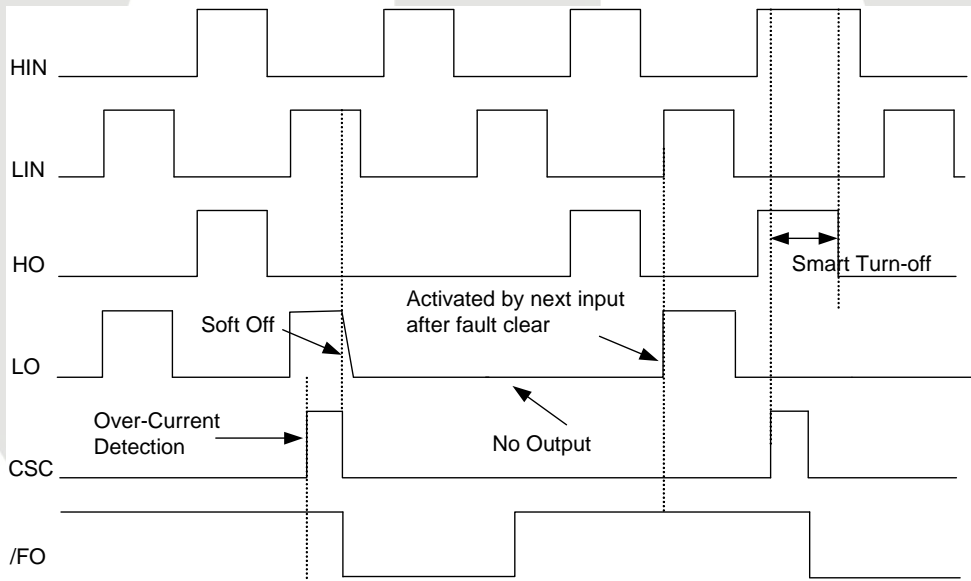 HIN
LIN
HO
Smart Turn-off
Activated by next input
after fault clear
Soft Off
LO
Over-Current
Detection
No Output
CSC
/FO